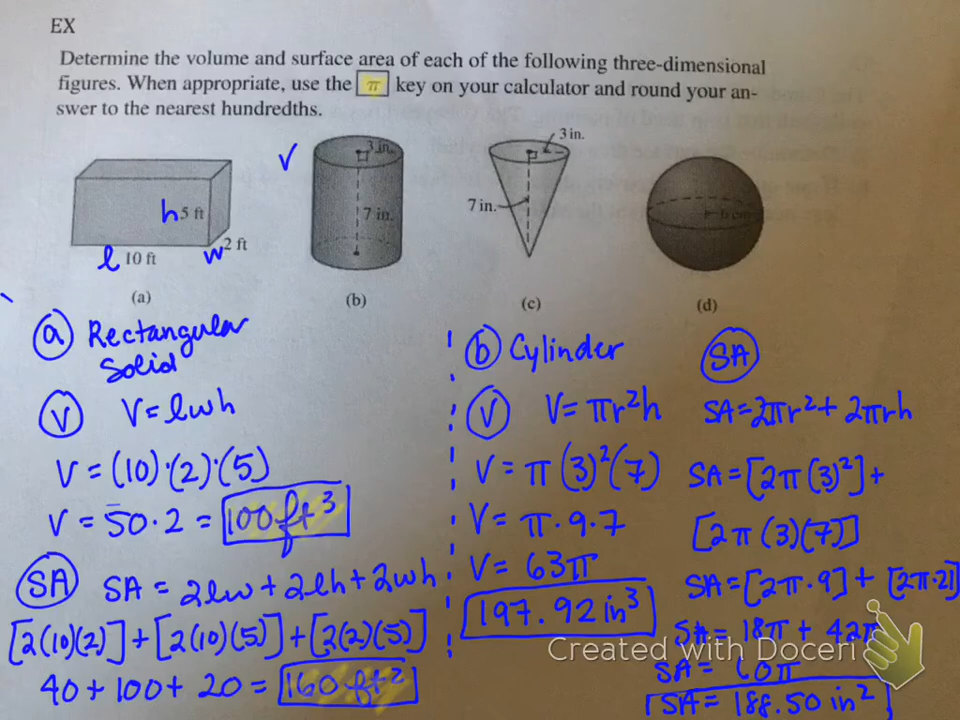 EX
Determine the volume and surface area of each of the following three-dimensional
figures. When appropriate, use the π key on your calculator and round your an-
swer to the nearest hundredths.
h 5 ft
2 ft
w
l 10 ft
(a)
V
3 in.
7 in.
(b)
3 in.
7 in.
(c)
(d)
a Rectangular
Solid
V V = lwh
V = (10)·(2)·(5)
V = 50·2 = 100ft³
SA SA = 2lw + 2lh + 2wh
[2(10)(2)] + [2(10)(5)] + [2(2)(5)]
40 + 100 + 20 = 160 ft²
b Cylinder
V V = πr²h
V = π(3)²(7)
V = π·9·7
V = 63π
197.92 in³
SA
SA = 2πr² + 2πrh
SA = [2π(3)²] +
[2π(3)(7)]
SA = [2π·9] + [2π·21]
SA = 18π + 42π
SA = 60π
SA = 188.50 in²
Created with Doceri